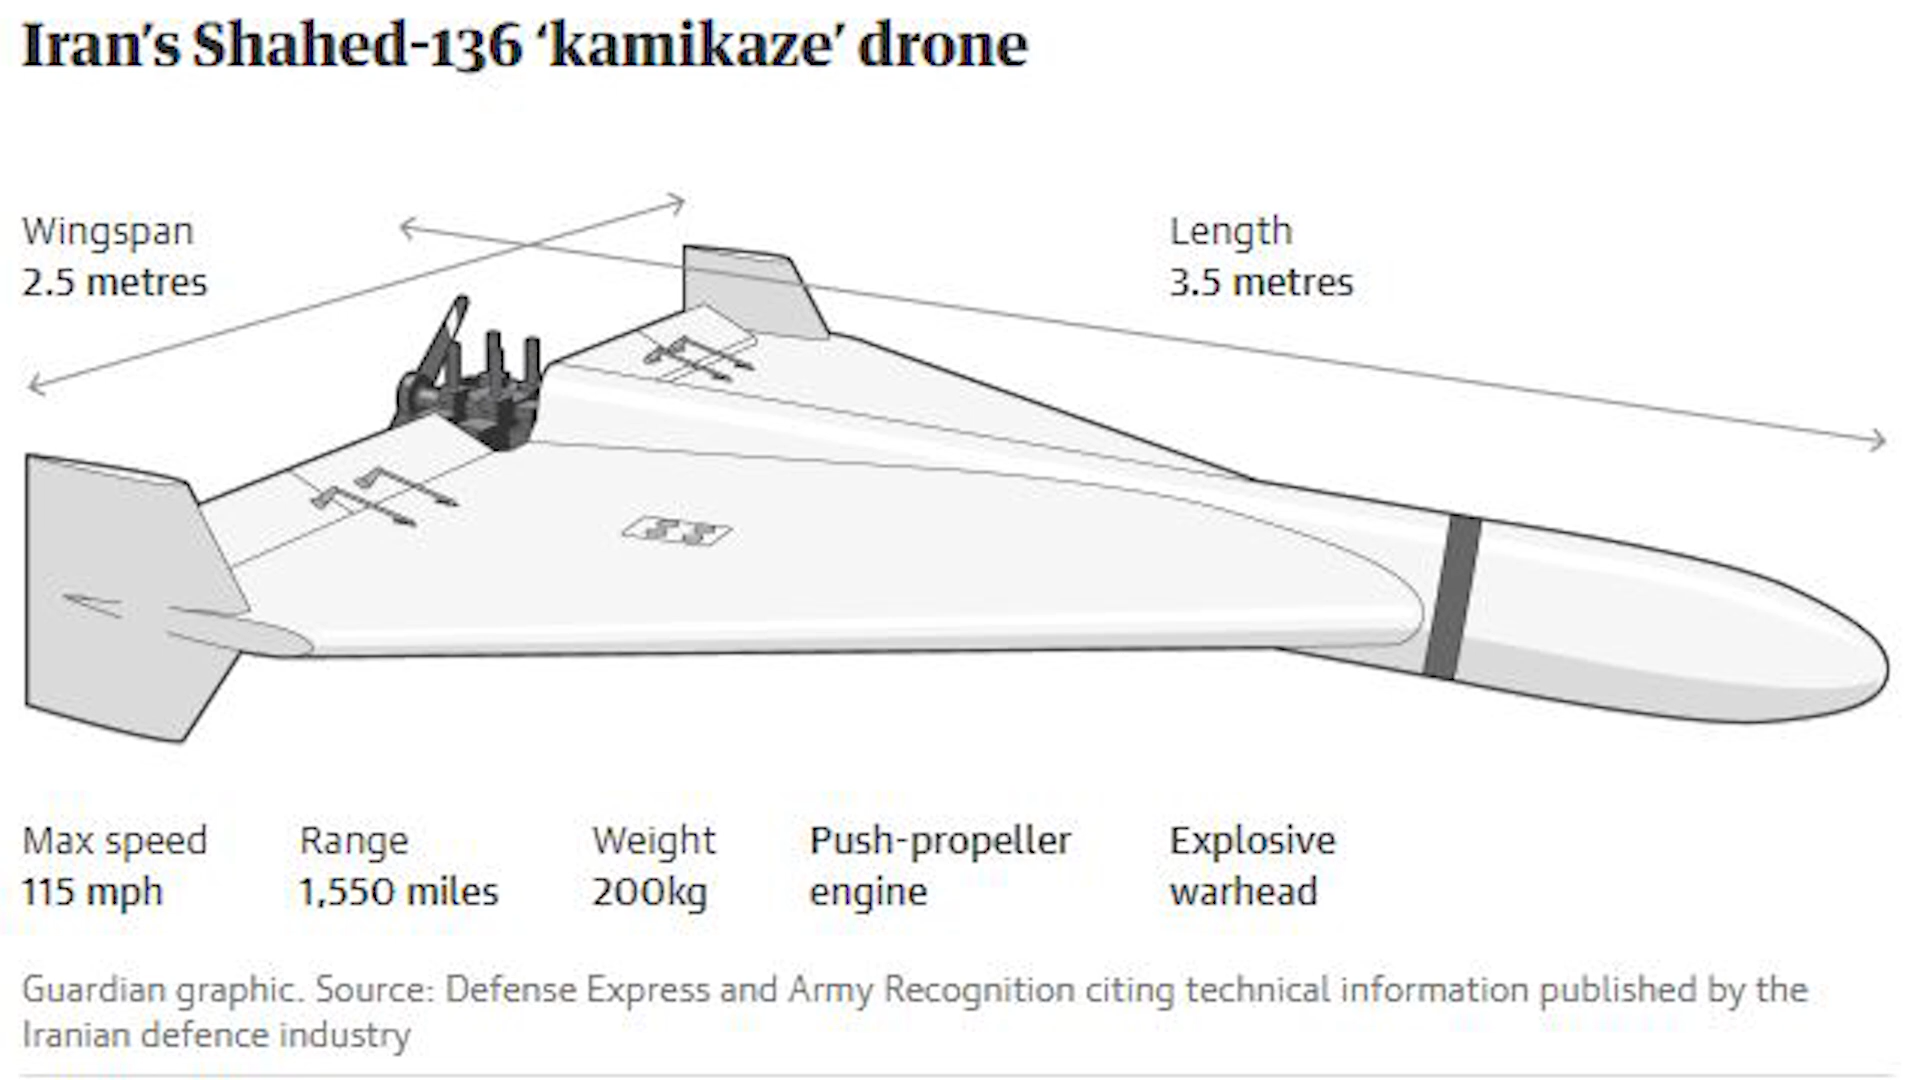 Iran's Shahed-136 ‘kamikaze’ drone
Wingspan
2.5 metres
Length
3.5 metres
Max speed
115 mph
Range
1,550 miles
Weight
200kg
Push-propeller
engine
Explosive
warhead
Guardian graphic. Source: Defense Express and Army Recognition citing technical information published by the
Iranian defence industry